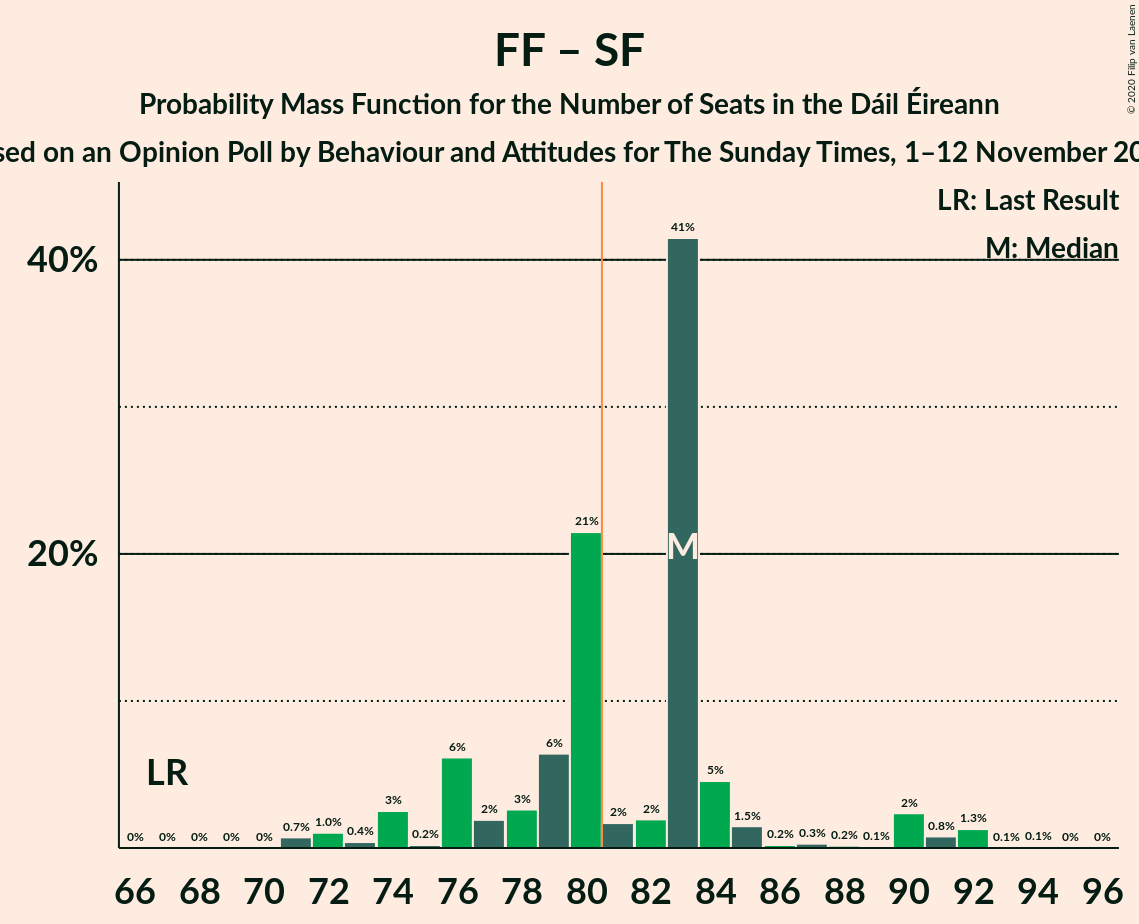 FF – SF
Probability Mass Function for the Number of Seats in the Dáil Éireann
sed on an Opinion Poll by Behaviour and Attitudes for The Sunday Times, 1–12 November 20
© 2020 Filip van Laenen
LR: Last Result
M: Median
40%
20%
41%
21%
M
LR
0% 0% 0% 0% 0% 0.7% 1.0% 0.4% 3% 0.2% 6% 2% 3% 6% 2% 2% 5% 1.5% 0.2% 0.3% 0.2% 0.1% 2% 0.8% 1.3% 0.1% 0.1% 0% 0%
66 68 70 72 74 76 78 80 82 84 86 88 90 92 94 96